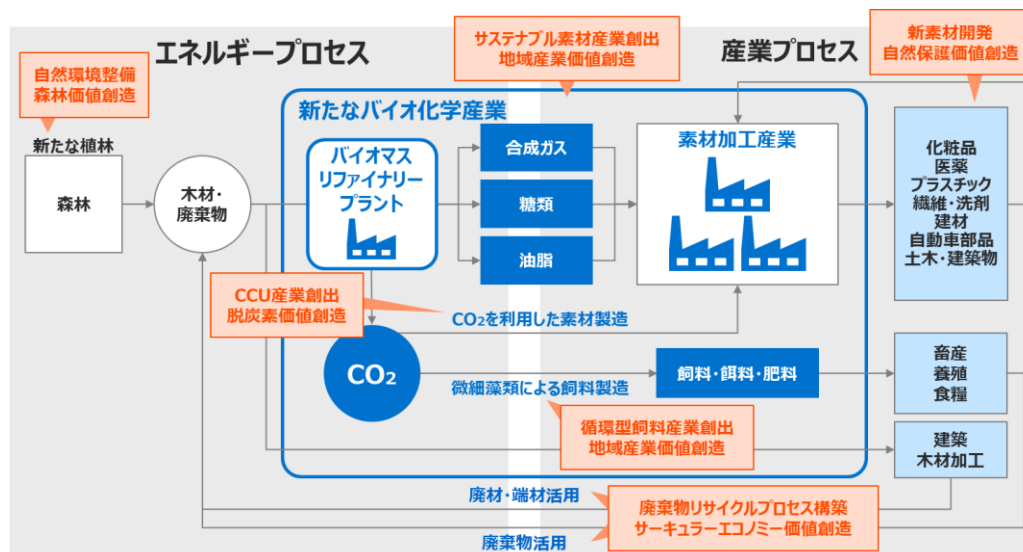 エネルギープロセス
サステナブル素材産業創出
地域産業価値創造
産業プロセス
新素材開発
自然保護価値創造
自然環境整備
森林価値創造
新たな植林
森林
木材・
廃棄物
新たなバイオ化学産業
バイオマス
リファイナリー
プラント
合成ガス
糖類
油脂
素材加工産業
化粧品
医薬
プラスチック
繊維・洗剤
建材
自動車部品
土木・建築物
CCU産業創出
脱炭素価値創造
CO₂を利用した素材製造
CO₂
微細藻類による飼料製造
飼料・餌料・肥料
畜産
養殖
食糧
循環型飼料産業創出
地域産業価値創造
建築
木材加工
廃材・端材活用
廃棄物リサイクルプロセス構築
サーキュラーエコノミー価値創造
廃棄物活用